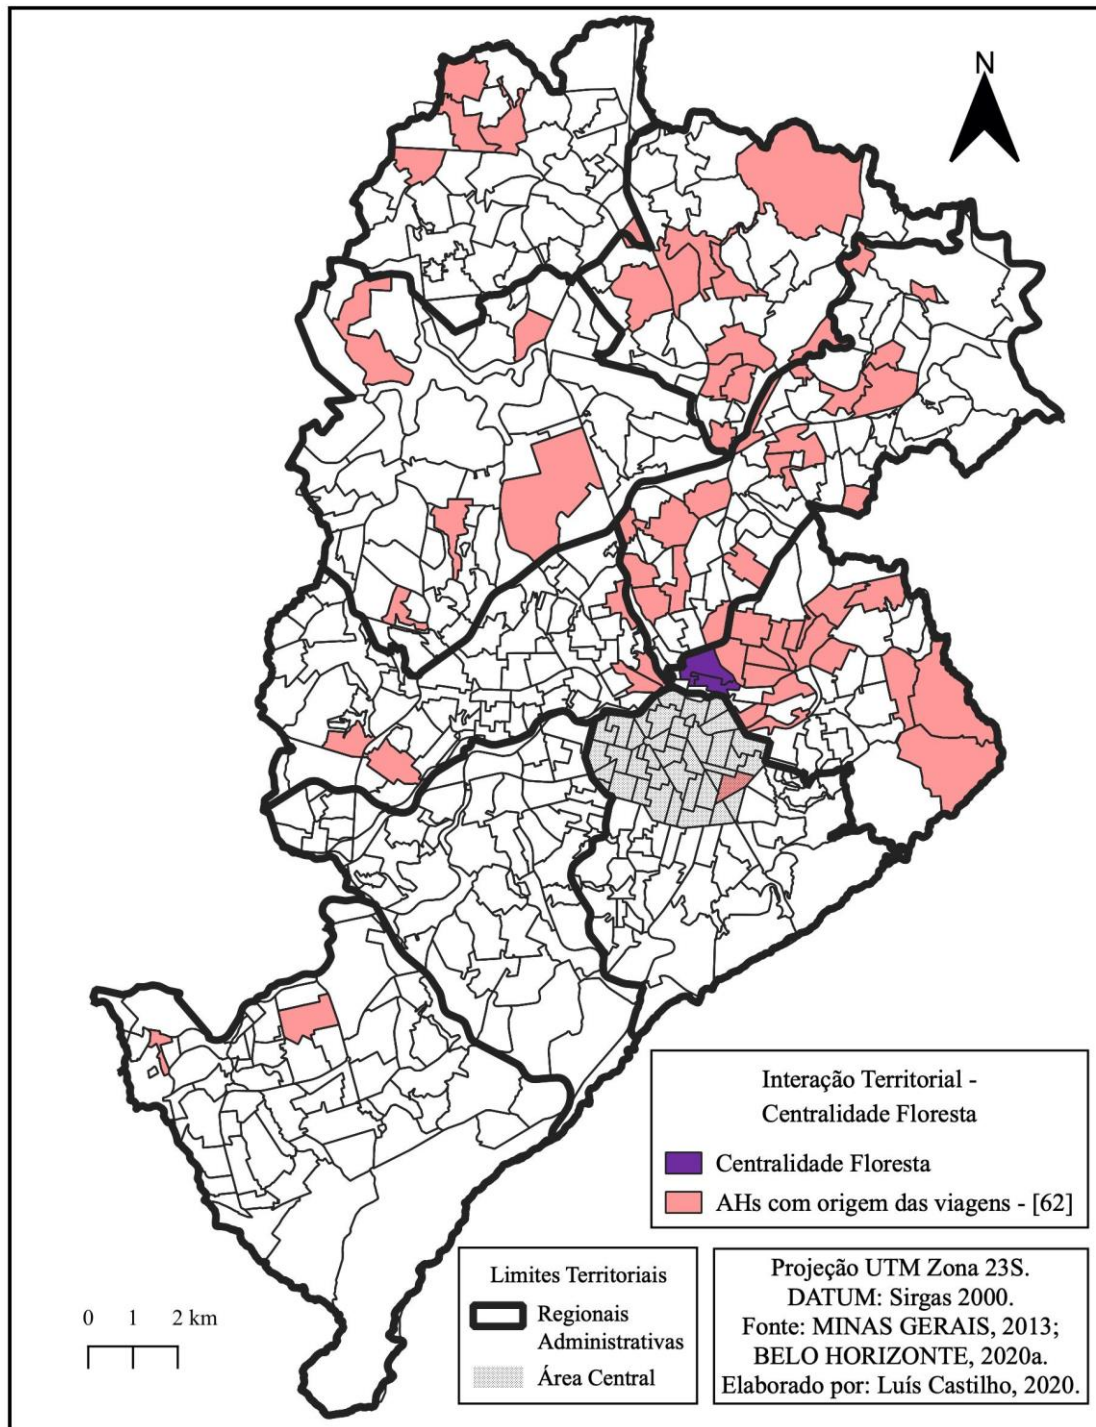 N
Interação Territorial -
Centralidade Floresta
Centralidade Floresta
AHs com origem das viagens - [62]
Limites Territoriais
Regionais
Administrativas
Área Central
Projeção UTM Zona 23S.
DATUM: Sirgas 2000.
Fonte: MINAS GERAIS, 2013;
BELO HORIZONTE, 2020a.
Elaborado por: Luís Castilho, 2020.
0 1 2 km